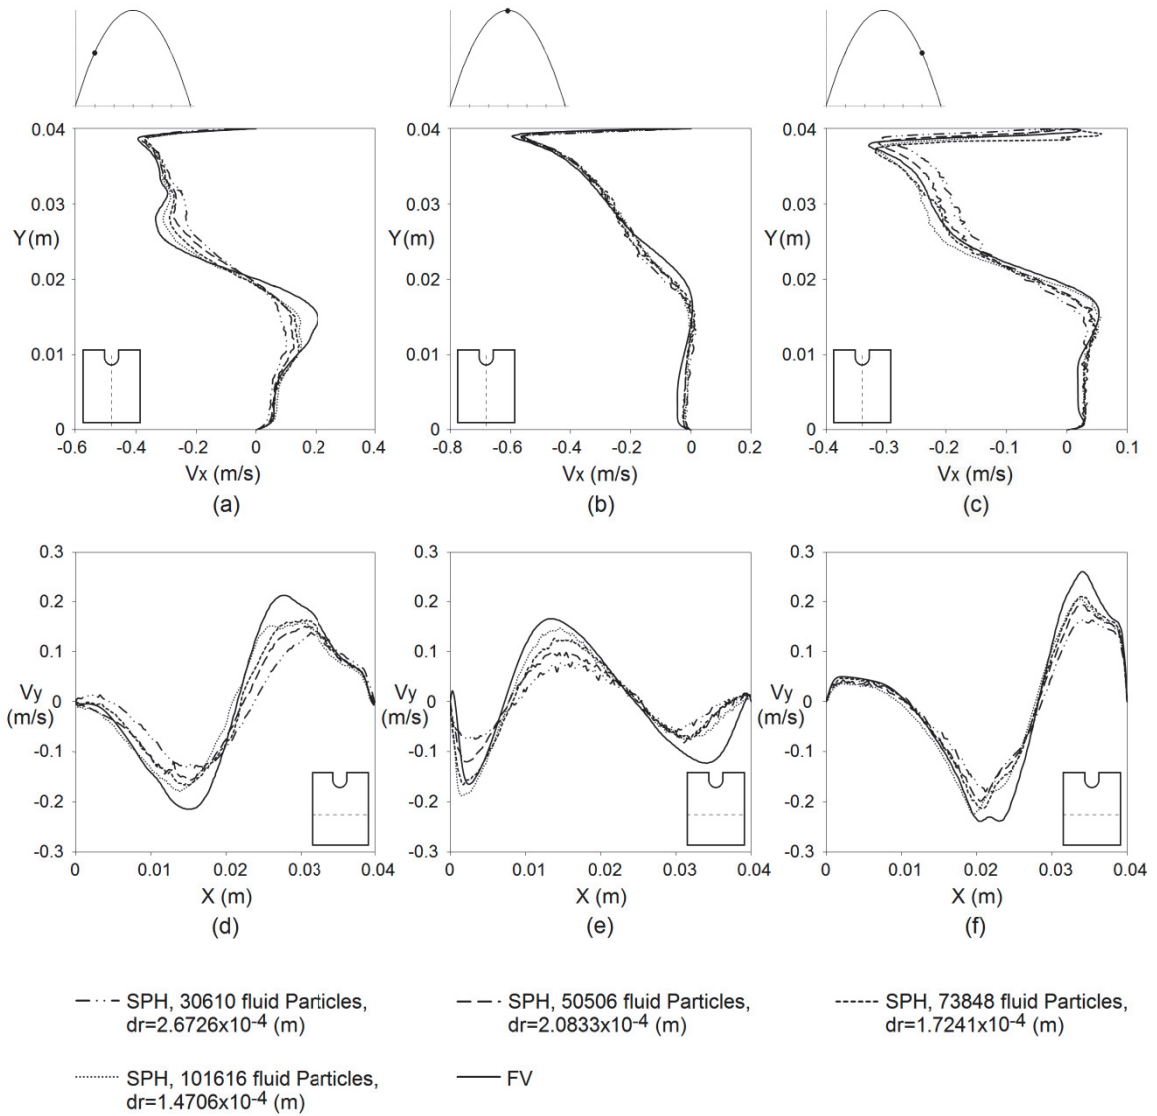 0.04
0.03
Y(m)
0.02
0.01
0
-0.6 -0.4 -0.2 0 0.2 0.4
Vx (m/s)
(a)
0.04
0.03
Y(m)
0.02
0.01
0
-0.8 -0.6 -0.4 -0.2 0 0.2
Vx (m/s)
(b)
0.04
0.03
Y(m)
0.02
0.01
0
-0.4 -0.3 -0.2 -0.1 0 0.1
Vx (m/s)
(c)
0.3
0.2
0.1
0
Vy
(m/s)
-0.1
-0.2
-0.3
0 0.01 0.02 0.03 0.04
X (m)
(d)
0.3
0.2
0.1
0
Vy
(m/s)
-0.1
-0.2
-0.3
0 0.01 0.02 0.03 0.04
X (m)
(e)
0.3
0.2
0.1
0
Vy
(m/s)
-0.1
-0.2
-0.3
0 0.01 0.02 0.03 0.04
X (m)
(f)
SPH, 30610 fluid Particles,
dr=2.6726x10⁻⁴ (m)
SPH, 50506 fluid Particles,
dr=2.0833x10⁻⁴ (m)
SPH, 73848 fluid Particles,
dr=1.7241x10⁻⁴ (m)
SPH, 101616 fluid Particles,
dr=1.4706x10⁻⁴ (m)
FV